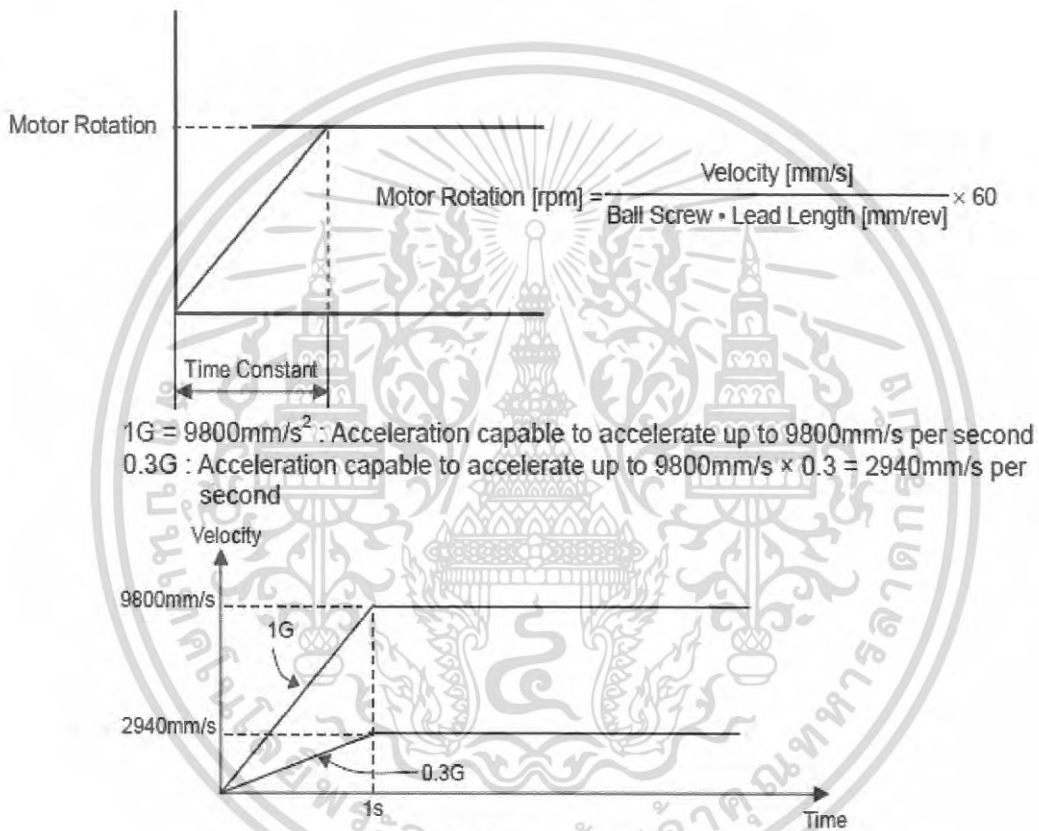 Motor Rotation
Motor Rotation [rpm] = Velocity [mm/s] / Ball Screw • Lead Length [mm/rev] × 60
Time Constant
1G = 9800mm/s² : Acceleration capable to accelerate up to 9800mm/s per second
0.3G : Acceleration capable to accelerate up to 9800mm/s × 0.3 = 2940mm/s per
second
Velocity
9800mm/s
1G
2940mm/s
0.3G
1s
Time